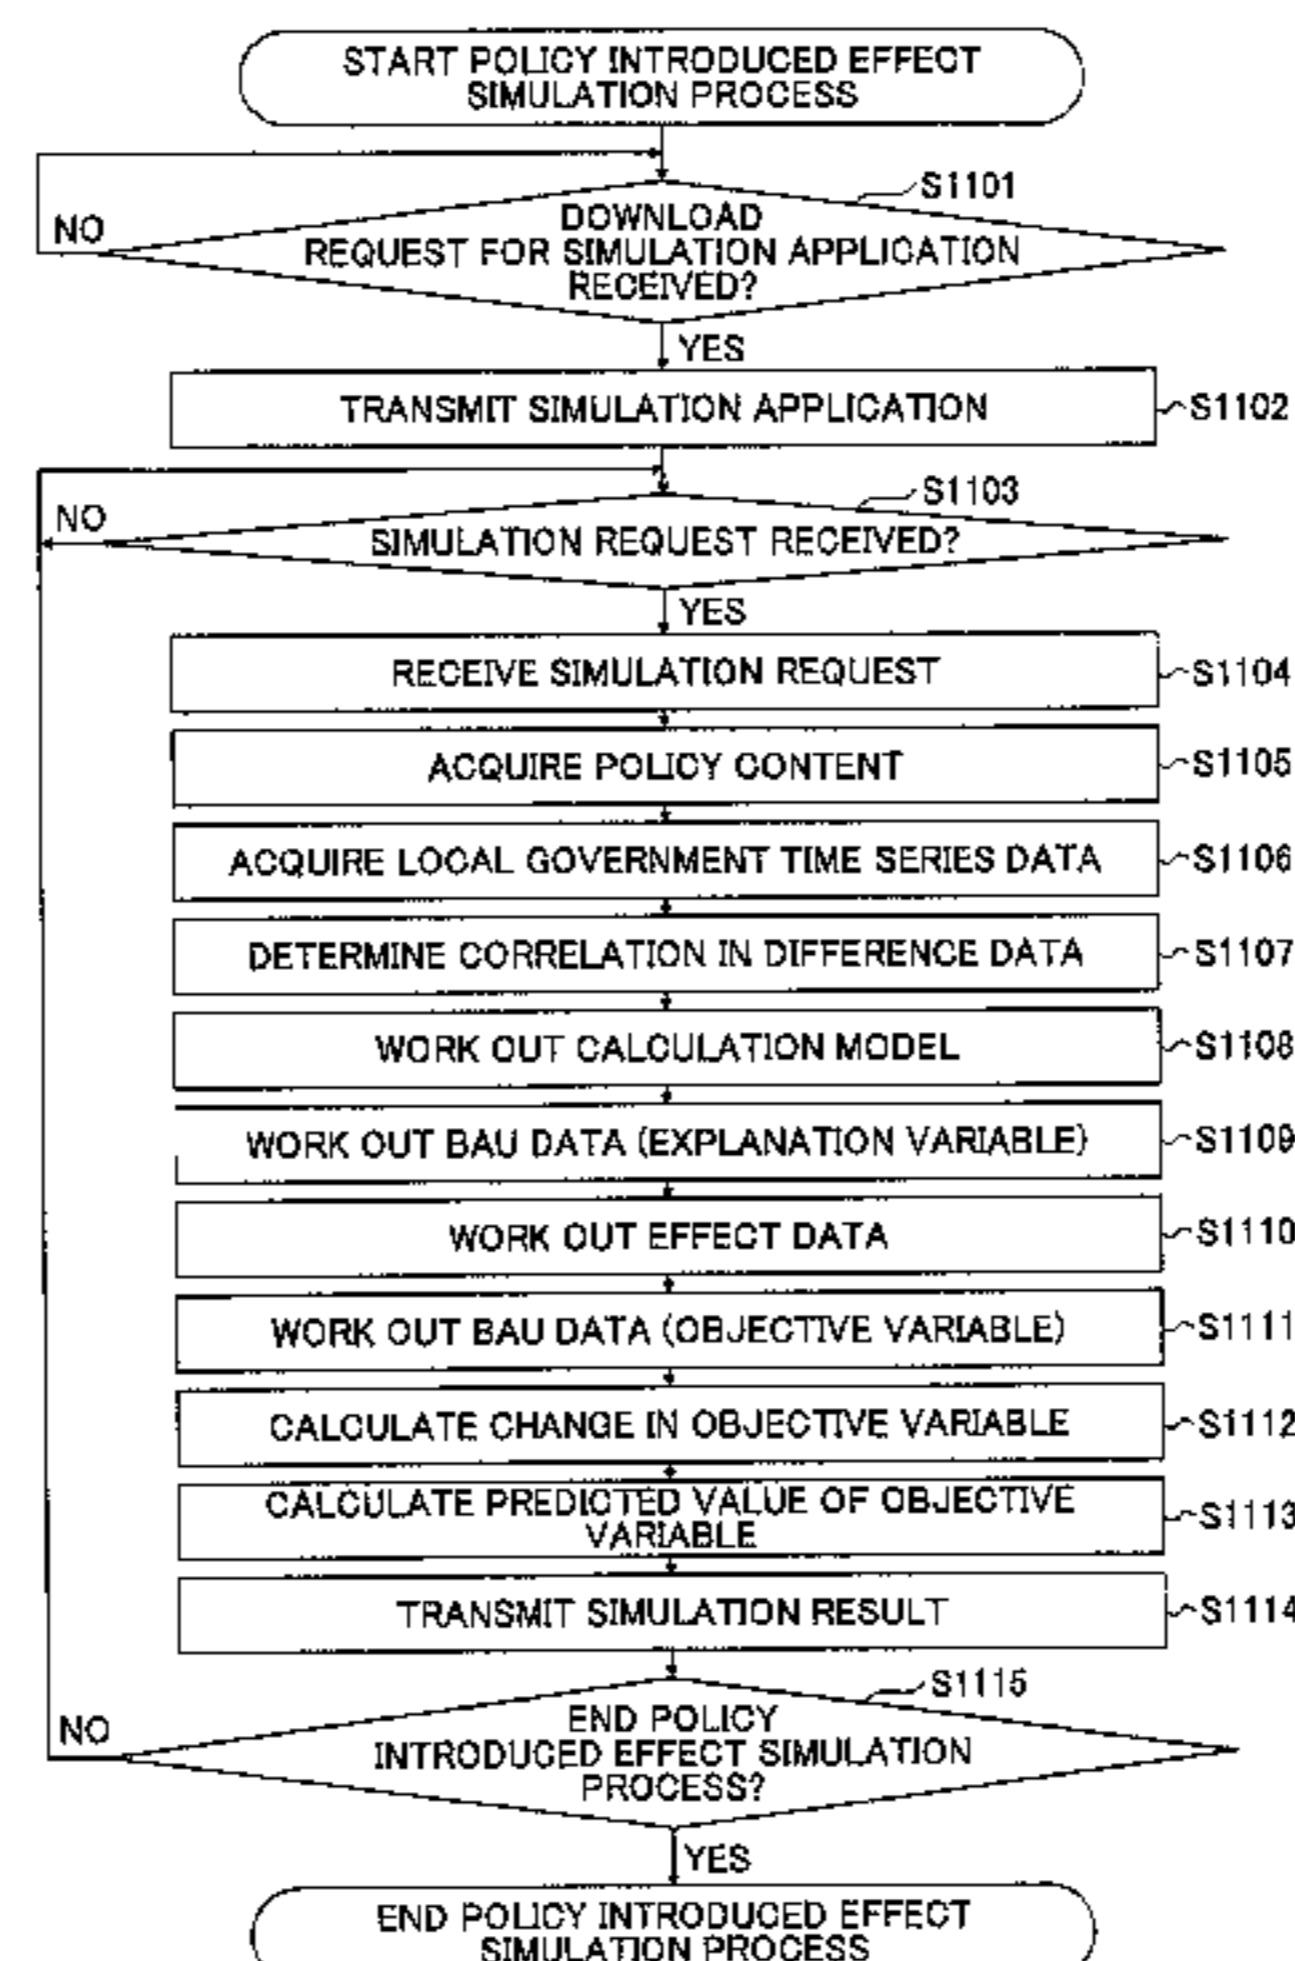 START POLICY INTRODUCED EFFECT
SIMULATION PROCESS
S1101
NO
DOWNLOAD
REQUEST FOR SIMULATION APPLICATION
RECEIVED?
YES
TRANSMIT SIMULATION APPLICATION
S1102
S1103
NO
SIMULATION REQUEST RECEIVED?
YES
RECEIVE SIMULATION REQUEST
S1104
ACQUIRE POLICY CONTENT
S1105
ACQUIRE LOCAL GOVERNMENT TIME SERIES DATA
S1106
DETERMINE CORRELATION IN DIFFERENCE DATA
S1107
WORK OUT CALCULATION MODEL
S1108
WORK OUT BAU DATA (EXPLANATION VARIABLE)
S1109
WORK OUT EFFECT DATA
S1110
WORK OUT BAU DATA (OBJECTIVE VARIABLE)
S1111
CALCULATE CHANGE IN OBJECTIVE VARIABLE
S1112
CALCULATE PREDICTED VALUE OF OBJECTIVE
VARIABLE
S1113
TRANSMIT SIMULATION RESULT
S1114
S1115
NO
END POLICY
INTRODUCED EFFECT SIMULATION
PROCESS?
YES
END POLICY INTRODUCED EFFECT
SIMULATION PROCESS